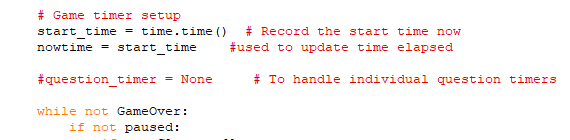 # Game timer setup
start_time = time.time()  # Record the start time now
nowtime = start_time    #used to update time elapsed
#question_timer = None     # To handle individual question timers
while not GameOver:
if not paused: